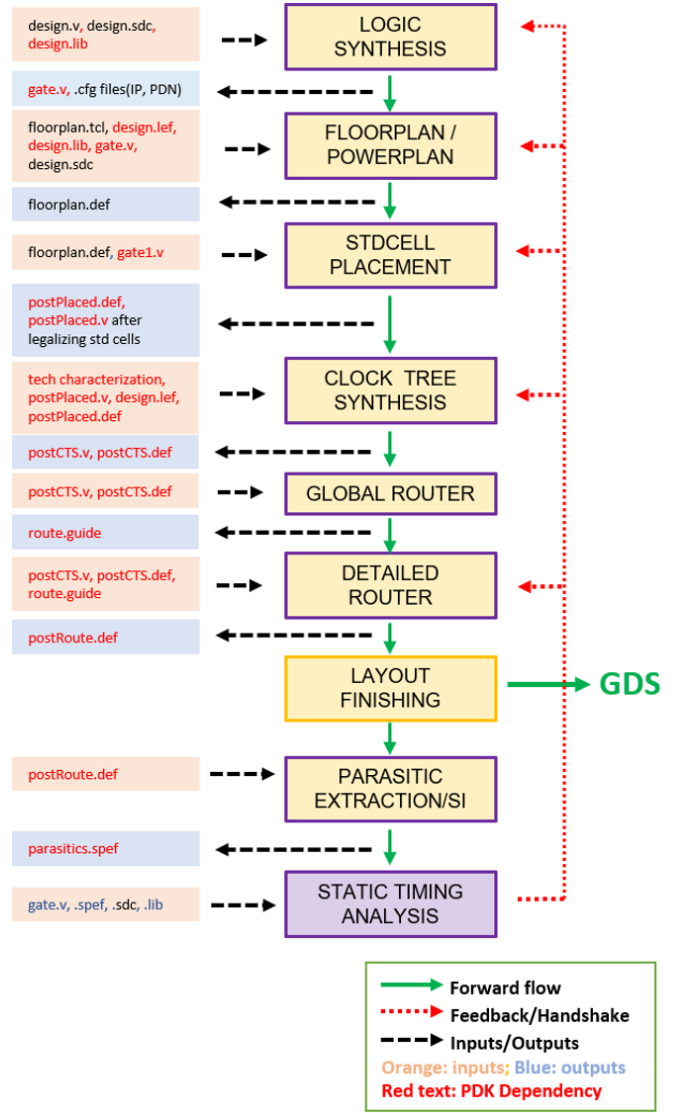 design.v, design.sdc,
design.lib
LOGIC
SYNTHESIS
gate.v, .cfg files(IP, PDN)
floorplan.tcl, design.lef,
design.lib, gate.v,
design.sdc
FLOORPLAN /
POWERPLAN
floorplan.def
floorplan.def, gate1.v
STDCELL
PLACEMENT
postPlaced.def,
postPlaced.v after
legalizing std cells
tech characterization,
postPlaced.v, design.lef,
postPlaced.def
CLOCK TREE
SYNTHESIS
postCTS.v, postCTS.def
postCTS.v, postCTS.def
GLOBAL ROUTER
route.guide
postCTS.v, postCTS.def,
route.guide
DETAILED
ROUTER
postRoute.def
LAYOUT
FINISHING
GDS
postRoute.def
PARASITIC
EXTRACTION/SI
parasitics.spef
gate.v, .spef, .sdc, .lib
STATIC TIMING
ANALYSIS
Forward flow
Feedback/Handshake
Inputs/Outputs
Orange: inputs; Blue: outputs
Red text: PDK Dependency